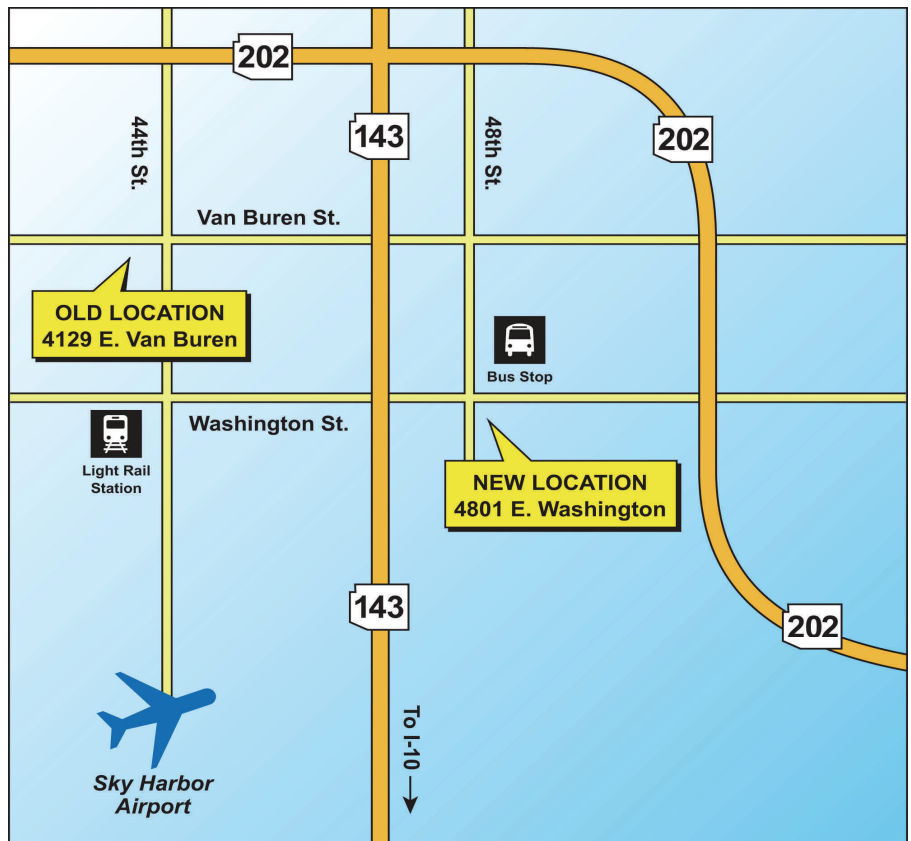 202
143
202
44th St.
48th St.
Van Buren St.
OLD LOCATION
4129 E. Van Buren
Bus Stop
Washington St.
Light Rail
Station
NEW LOCATION
4801 E. Washington
143
202
To I-10
Sky Harbor
Airport